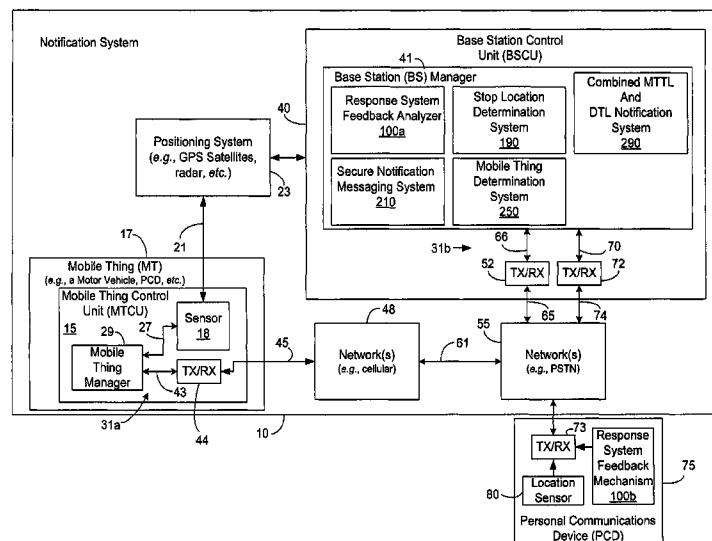 Notification System
Base Station Control
Unit (BSCU)
41
Base Station (BS) Manager
40
Response System
Feedback Analyzer
100a
Stop Location
Determination
System
190
Combined MTTL
And
DTL Notification
System
290
Secure Notification
Messaging System
210
Mobile Thing
Determination
System
250
Positioning System
(e.g., GPS Satellites,
radar, etc.)
23
21
66
31b
70
52
TX/RX
TX/RX
72
65
74
17
Mobile Thing (MT)
(e.g., a Motor Vehicle, PCD, etc.)
Mobile Thing Control
Unit (MTCU)
15
29
27
Sensor
18
Mobile
Thing
Manager
43
TX/RX
31a
44
45
48
Network(s)
(e.g., cellular)
61
55
Network(s)
(e.g., PSTN)
10
73
TX/RX
Response
System
Feedback
Mechanism
100b
75
80
Location
Sensor
Personal Communications
Device (PCD)